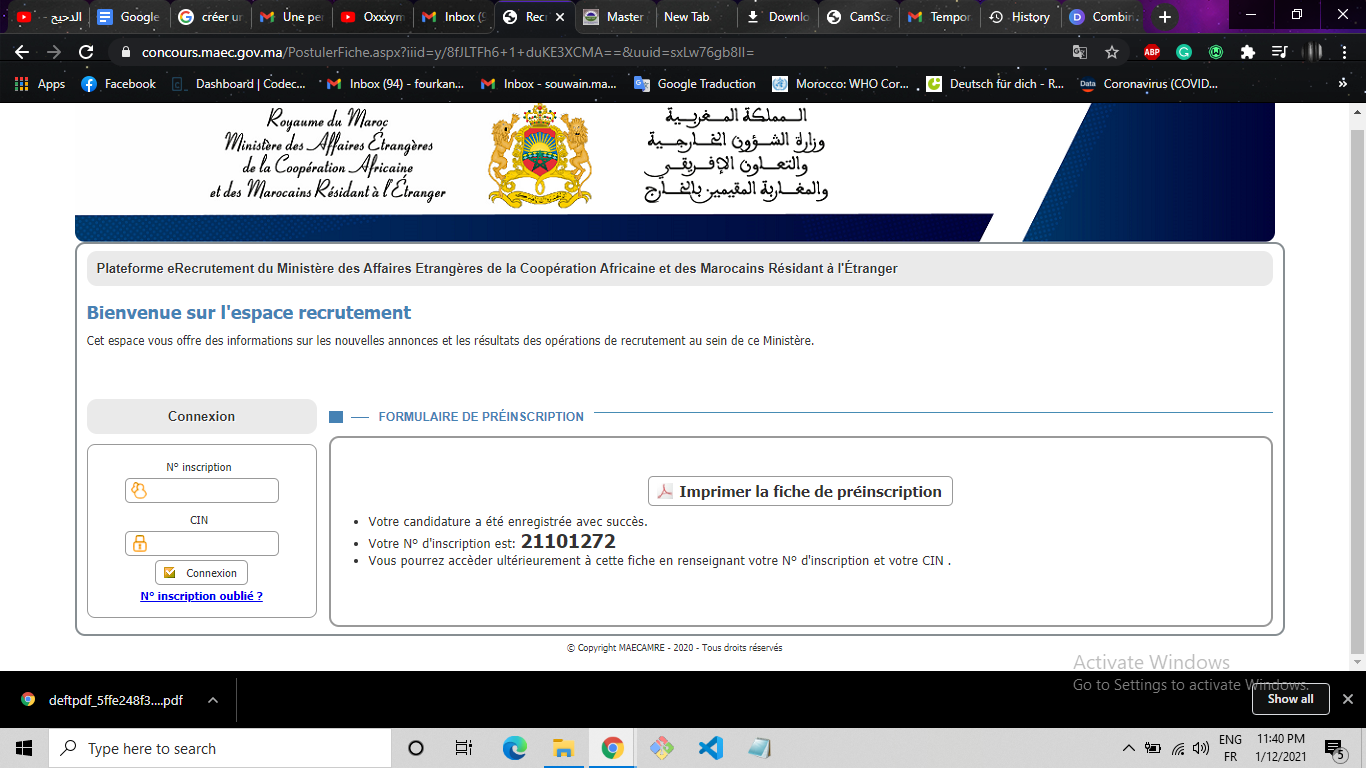 الدحيح
Google
créer un
Une per
Oxxxym
Inbox (9
Rec
Master
New Tab
Downlo
CamSca
Tempor
History
Combin
concours.maec.gov.ma/PostulerFiche.aspx?iiid=y/8fJLTFh6+1+duKE3XCMA==&uuid=sxLw76gb8II=
Apps
Facebook
Dashboard | Codec...
Inbox (94) - fourkan...
Inbox - souwain.ma...
Google Traduction
Morocco: WHO Cor...
Deutsch für dich - R...
Coronavirus (COVID...
Royaume du Maroc
Ministère des Affaires Étrangères
de la Coopération Africaine
et des Marocains Résidant à l'Étranger
المملكة المغربية
وزارة الشؤون الخارجية
والتعاون الإفريقي
والمغاربة المقيمين بالخارج
Plateforme eRecrutement du Ministère des Affaires Etrangères de la Coopération Africaine et des Marocains Résidant à l'Étranger
Bienvenue sur l'espace recrutement
Cet espace vous offre des informations sur les nouvelles annonces et les résultats des opérations de recrutement au sein de ce Ministère.
Connexion
N° inscription
CIN
Connexion
N° inscription oublié ?
FORMULAIRE DE PRÉINSCRIPTION
Imprimer la fiche de préinscription
• Votre candidature a été enregistrée avec succès.
• Votre N° d'inscription est: 21101272
• Vous pourrez accèder ultérieurement à cette fiche en renseignant votre N° d'inscription et votre CIN .
© Copyright MAECAMRE - 2020 - Tous droits réservés
Activate Windows
Go to Settings to activate Windows.
deftpdf_5ffe248f3....pdf
Show all
Type here to search
ENG
FR
11:40 PM
1/12/2021
5